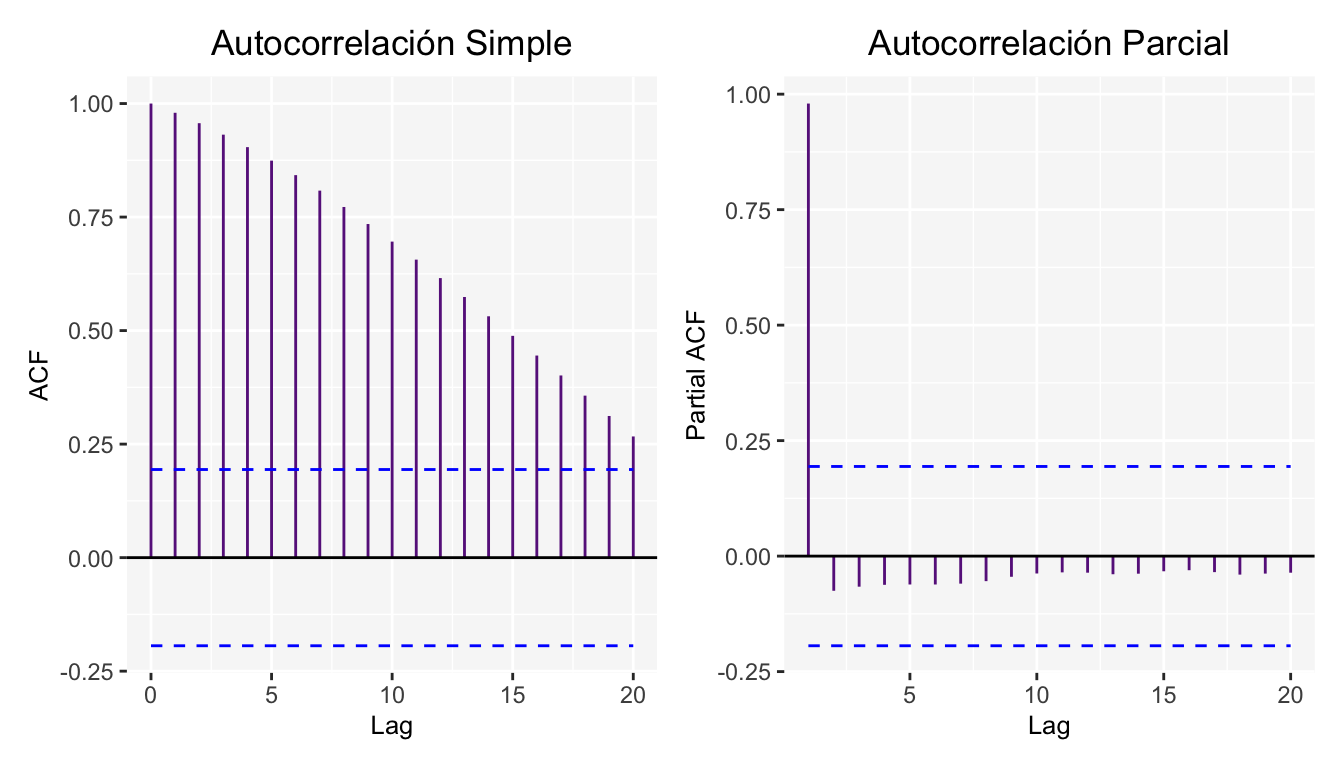 Autocorrelación Simple
1.00
0.75
0.50
0.25
0.00
-0.25
ACF
0 5 10 15 20
Lag
Autocorrelación Parcial
1.00
0.75
0.50
0.25
0.00
-0.25
Partial ACF
5 10 15 20
Lag